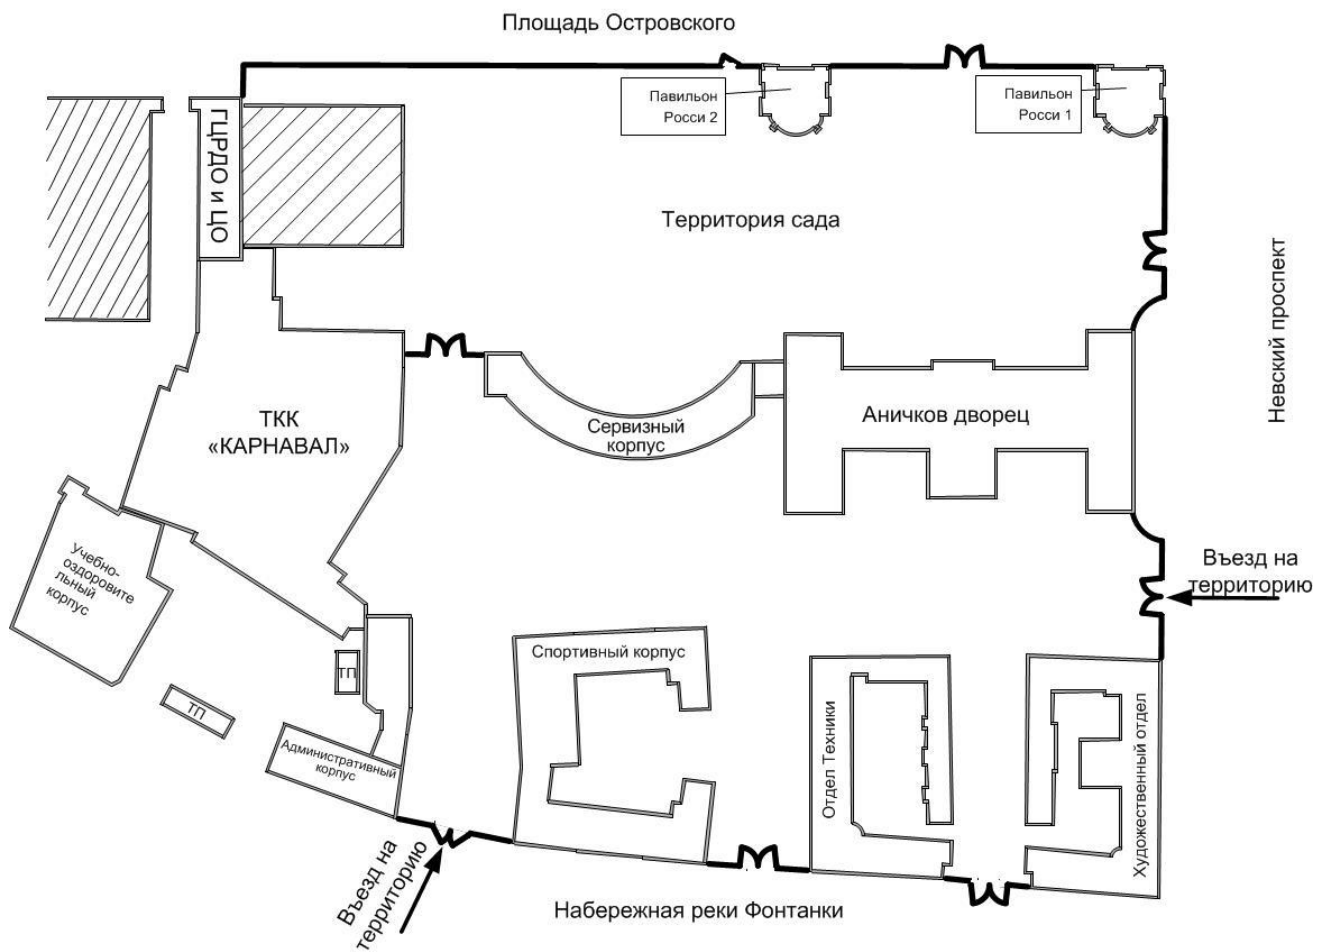 Площадь Островского
Павильон
Росси 2
Павильон
Росси 1
ГЦРДО и ЦО
Территория сада
Невский проспект
ТКК
«КАРНАВАЛ»
Сервизный
корпус
Аничков дворец
Учебно-
оздоровите
льный
корпус
Въезд на
территорию
Спортивный корпус
ТП
ТП
Административный
корпус
Отдел Техники
Художественный отдел
Въезд на
территорию
Набережная реки Фонтанки